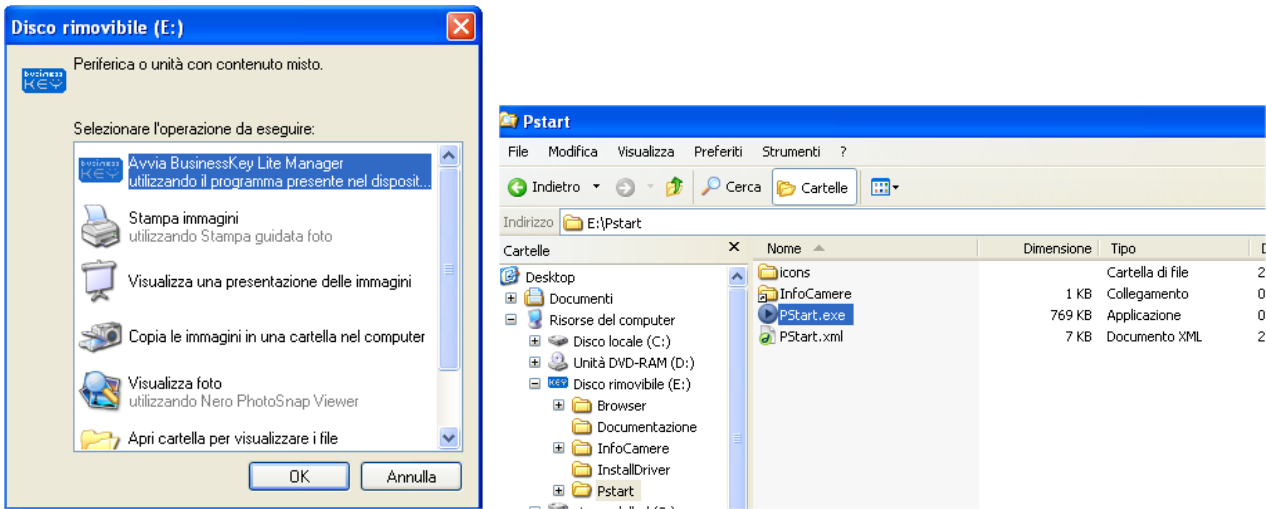 Disco rimovibile (E:)
business
KEY
Periferica o unità con contenuto misto.
Selezionare l'operazione da eseguire:
business
KEY
Avvia BusinessKey Lite Manager
utilizzando il programma presente nel disposit...
Stampa immagini
utilizzando Stampa guidata foto
Visualizza una presentazione delle immagini
Copia le immagini in una cartella nel computer
Visualizza foto
utilizzando Nero PhotoSnap Viewer
Apri cartella per visualizzare i file
OK Annulla
Pstart
File Modifica Visualizza Preferiti Strumenti ?
Indietro Cerca Cartelle
Indirizzo E:\Pstart
Cartelle X
Desktop
Documenti
Risorse del computer
Disco locale (C:)
Unità DVD-RAM (D:)
KEY Disco rimovibile (E:)
Browser
Documentazione
InfoCamere
InstallDriver
Pstart
Nome Dimensione Tipo
icons Cartella di file 2
InfoCamere 1 KB Collegamento 0
PStart.exe 769 KB Applicazione 0
PStart.xml 7 KB Documento XML 2